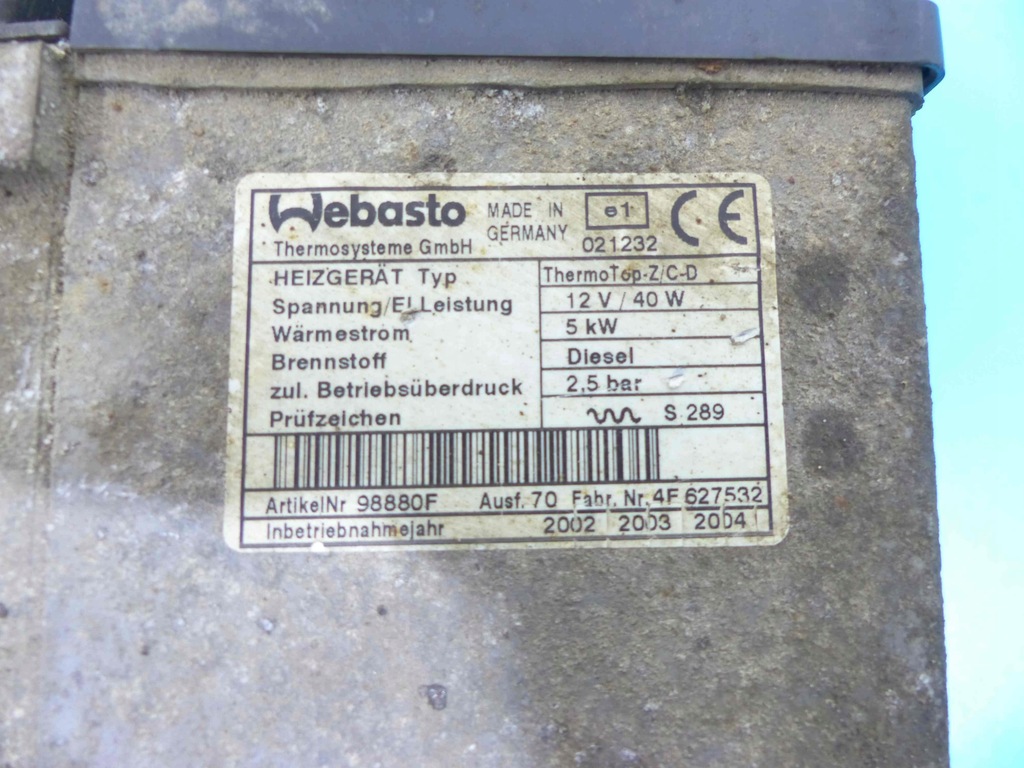 Webasto MADE IN GERMANY e1 CE
Thermosysteme GmbH 021232
HEIZGERÄT Typ ThermoTop-Z/C-D
Spannung/El.Leistung 12 V / 40 W
Wärmestrom 5 kW
Brennstoff Diesel
zul. Betriebsüberdruck 2,5 bar
Prüfzeichen S 289
ArtikelNr 98880F Ausf. 70 Fabr. Nr. 4F 627532
Inbetriebnahmejahr 2002 2003 2004